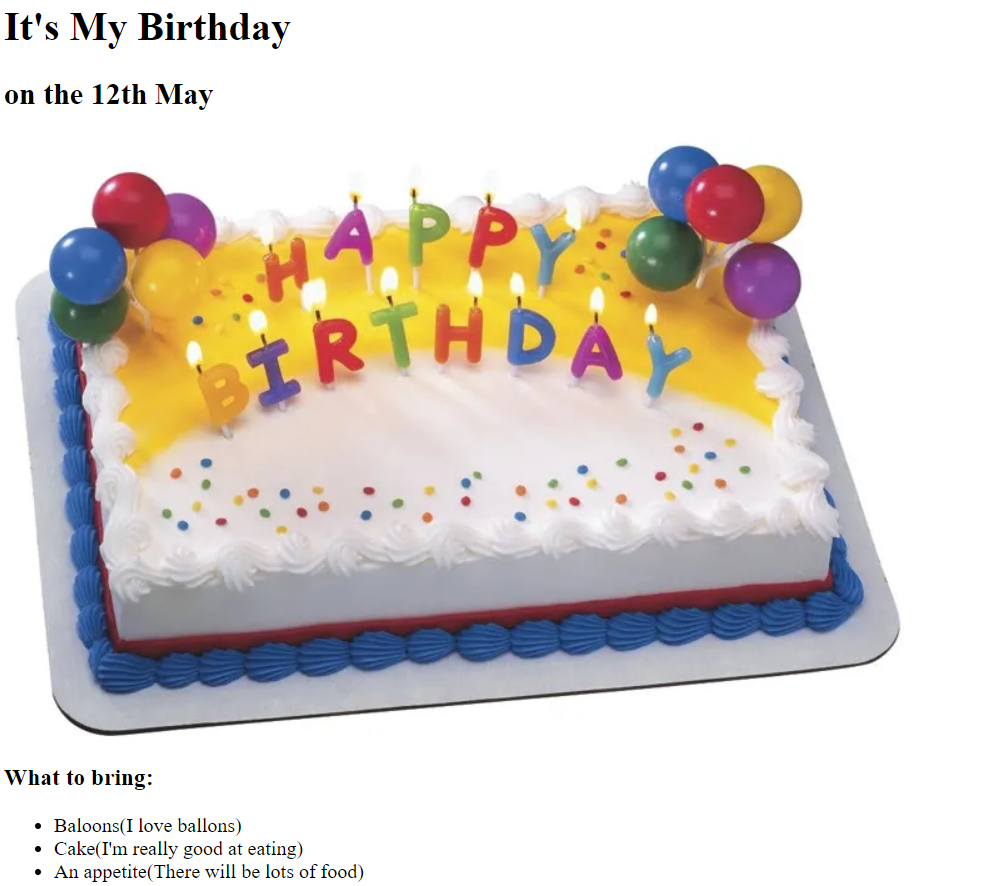 It's My Birthday
on the 12th May
HAPPY
BIRTHDAY
What to bring:
Baloons(I love ballons)
Cake(I'm really good at eating)
An appetite(There will be lots of food)